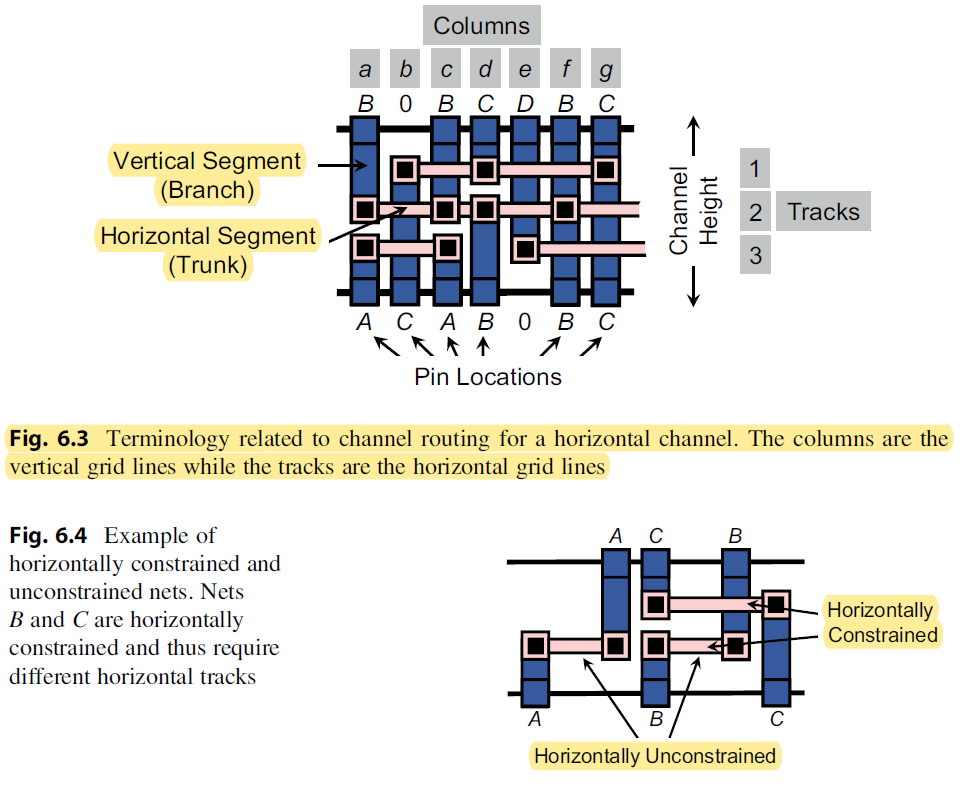 Columns
a b c d e f g
B 0 B C D B C
Vertical Segment
(Branch)
Horizontal Segment
(Trunk)
Channel
Height
1
2 Tracks
3
A C A B 0 B C
Pin Locations
Fig. 6.3 Terminology related to channel routing for a horizontal channel. The columns are the
vertical grid lines while the tracks are the horizontal grid lines
Fig. 6.4 Example of
horizontally constrained and
unconstrained nets. Nets
B and C are horizontally
constrained and thus require
different horizontal tracks
A C B
Horizontally
Constrained
A B C
Horizontally Unconstrained